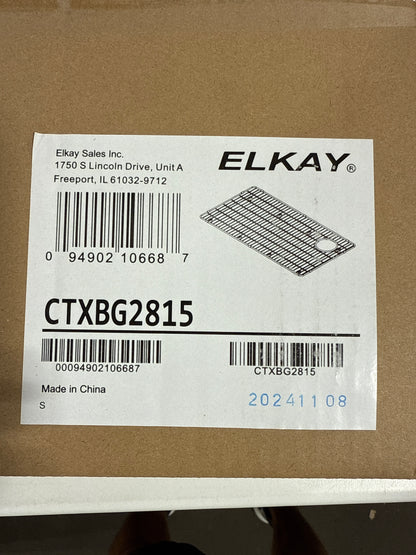 Elkay Sales Inc.
1750 S Lincoln Drive, Unit A
Freeport, IL 61032-9712
ELKAY®
0 94902 10668 7
CTXBG2815
00094902106687
CTXBG2815
Made in China
20241108
S